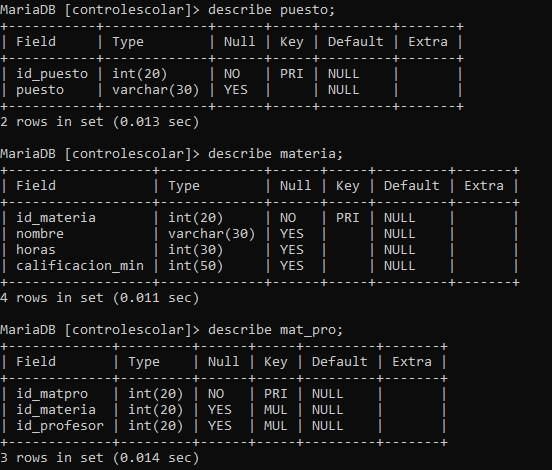 MariaDB [controlescolar]> describe puesto;
+-----------+-------------+------+-----+---------+-------+
| Field     | Type        | Null | Key | Default | Extra |
+-----------+-------------+------+-----+---------+-------+
| id_puesto | int(20)     | NO   | PRI | NULL    |       |
| puesto    | varchar(30) | YES  |     | NULL    |       |
+-----------+-------------+------+-----+---------+-------+
2 rows in set (0.013 sec)
MariaDB [controlescolar]> describe materia;
+------------------+-------------+------+-----+---------+-------+
| Field            | Type        | Null | Key | Default | Extra |
+------------------+-------------+------+-----+---------+-------+
| id_materia       | int(20)     | NO   | PRI | NULL    |       |
| nombre           | varchar(30) | YES  |     | NULL    |       |
| horas            | int(30)     | YES  |     | NULL    |       |
| calificacion_min | int(50)     | YES  |     | NULL    |       |
+------------------+-------------+------+-----+---------+-------+
4 rows in set (0.011 sec)
MariaDB [controlescolar]> describe mat_pro;
+-------------+---------+------+-----+---------+-------+
| Field       | Type    | Null | Key | Default | Extra |
+-------------+---------+------+-----+---------+-------+
| id_matpro   | int(20) | NO   | PRI | NULL    |       |
| id_materia  | int(20) | YES  | MUL | NULL    |       |
| id_profesor | int(20) | YES  | MUL | NULL    |       |
+-------------+---------+------+-----+---------+-------+
3 rows in set (0.014 sec)